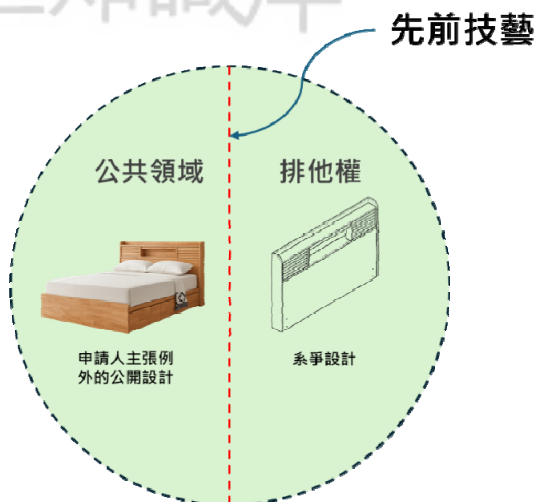 先前技藝
公共領域
排他權
申請人主張例
外的公開設計
系爭設計